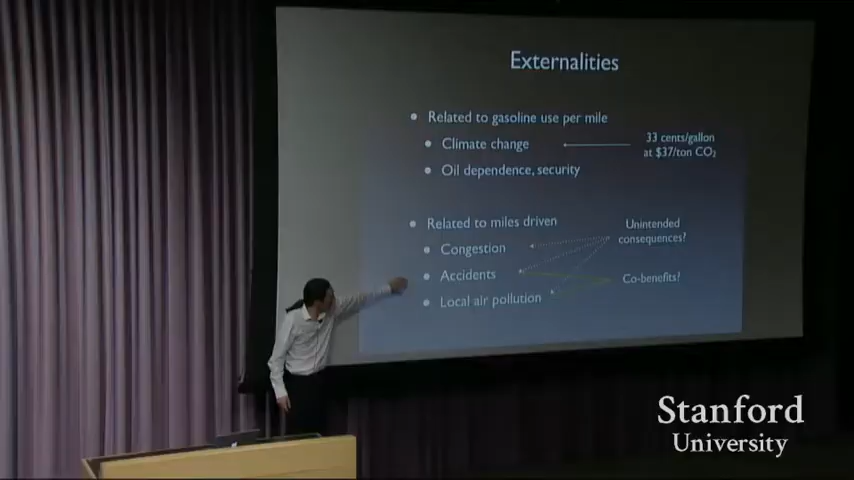 Externalities
Related to gasoline use per mile
Climate change
33 cents/gallon
at $37/ton CO₂
Oil dependence, security
Related to miles driven
Unintended
consequences?
Congestion
Accidents
Co-benefits?
Local air pollution
Stanford
University